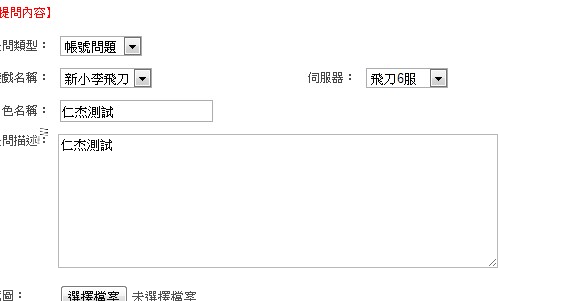 提問內容】
問類型： 帳號問題
戲名稱： 新小李飛刀 伺服器： 飛刀6服
色名稱： 仁杰測試
問描述： 仁杰測試
圖： 選擇檔案 未選擇檔案